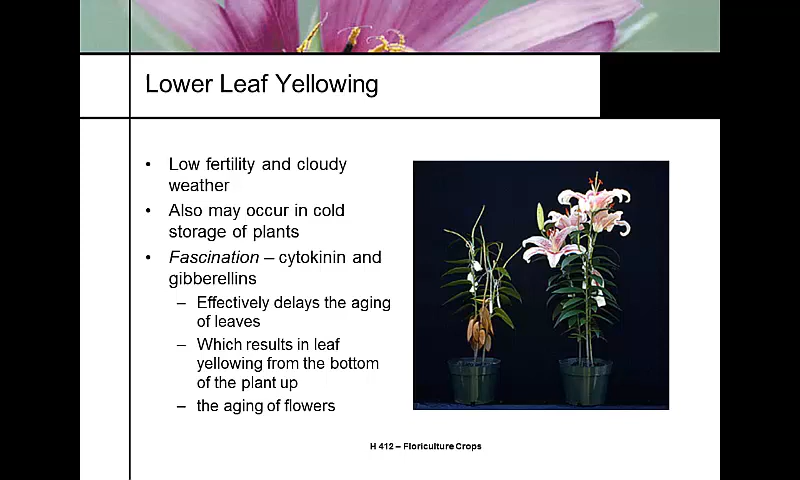 Lower Leaf Yellowing
• Low fertility and cloudy
weather
• Also may occur in cold
storage of plants
• Fascination – cytokinin and
gibberellins
– Effectively delays the aging
of leaves
– Which results in leaf
yellowing from the bottom
of the plant up
– the aging of flowers
H 412 – Floriculture Crops